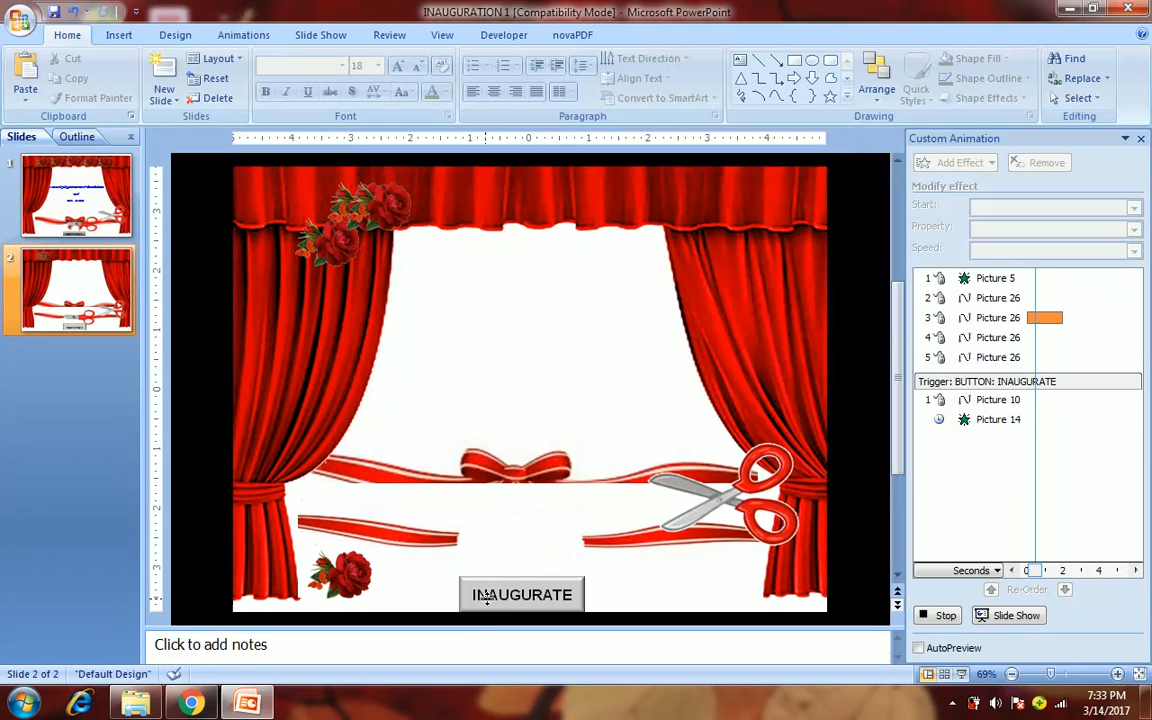 INAUGURATION 1 [Compatibility Mode] - Microsoft PowerPoint
Home Insert Design Animations Slide Show Review View Developer novaPDF
Paste
Cut
Copy
Format Painter
Clipboard
New Slide
Layout
Reset
Delete
Slides
18
B I U abc S AV Aa A
Font
Text Direction
Align Text
Convert to SmartArt
Paragraph
Arrange
Quick Styles
Shape Fill
Shape Outline
Shape Effects
Drawing
Find
Replace
Select
Editing
Slides Outline
1
2
INAUGURATE
Click to add notes
Custom Animation
Add Effect Remove
Modify effect
Start:
Property:
Speed:
1 Picture 5
2 Picture 26
3 Picture 26
4 Picture 26
5 Picture 26
Trigger: BUTTON: INAUGURATE
1 Picture 10
Picture 14
Seconds 0 2 4
Re-Order
Stop Slide Show
AutoPreview
Slide 2 of 2 "Default Design" 69%
7:33 PM
3/14/2017